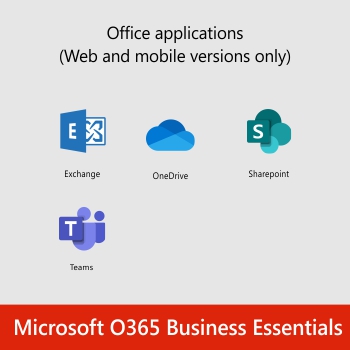 Office applications
(Web and mobile versions only)
E
S
Exchange
OneDrive
Sharepoint
T
Teams
Microsoft O365 Business Essentials